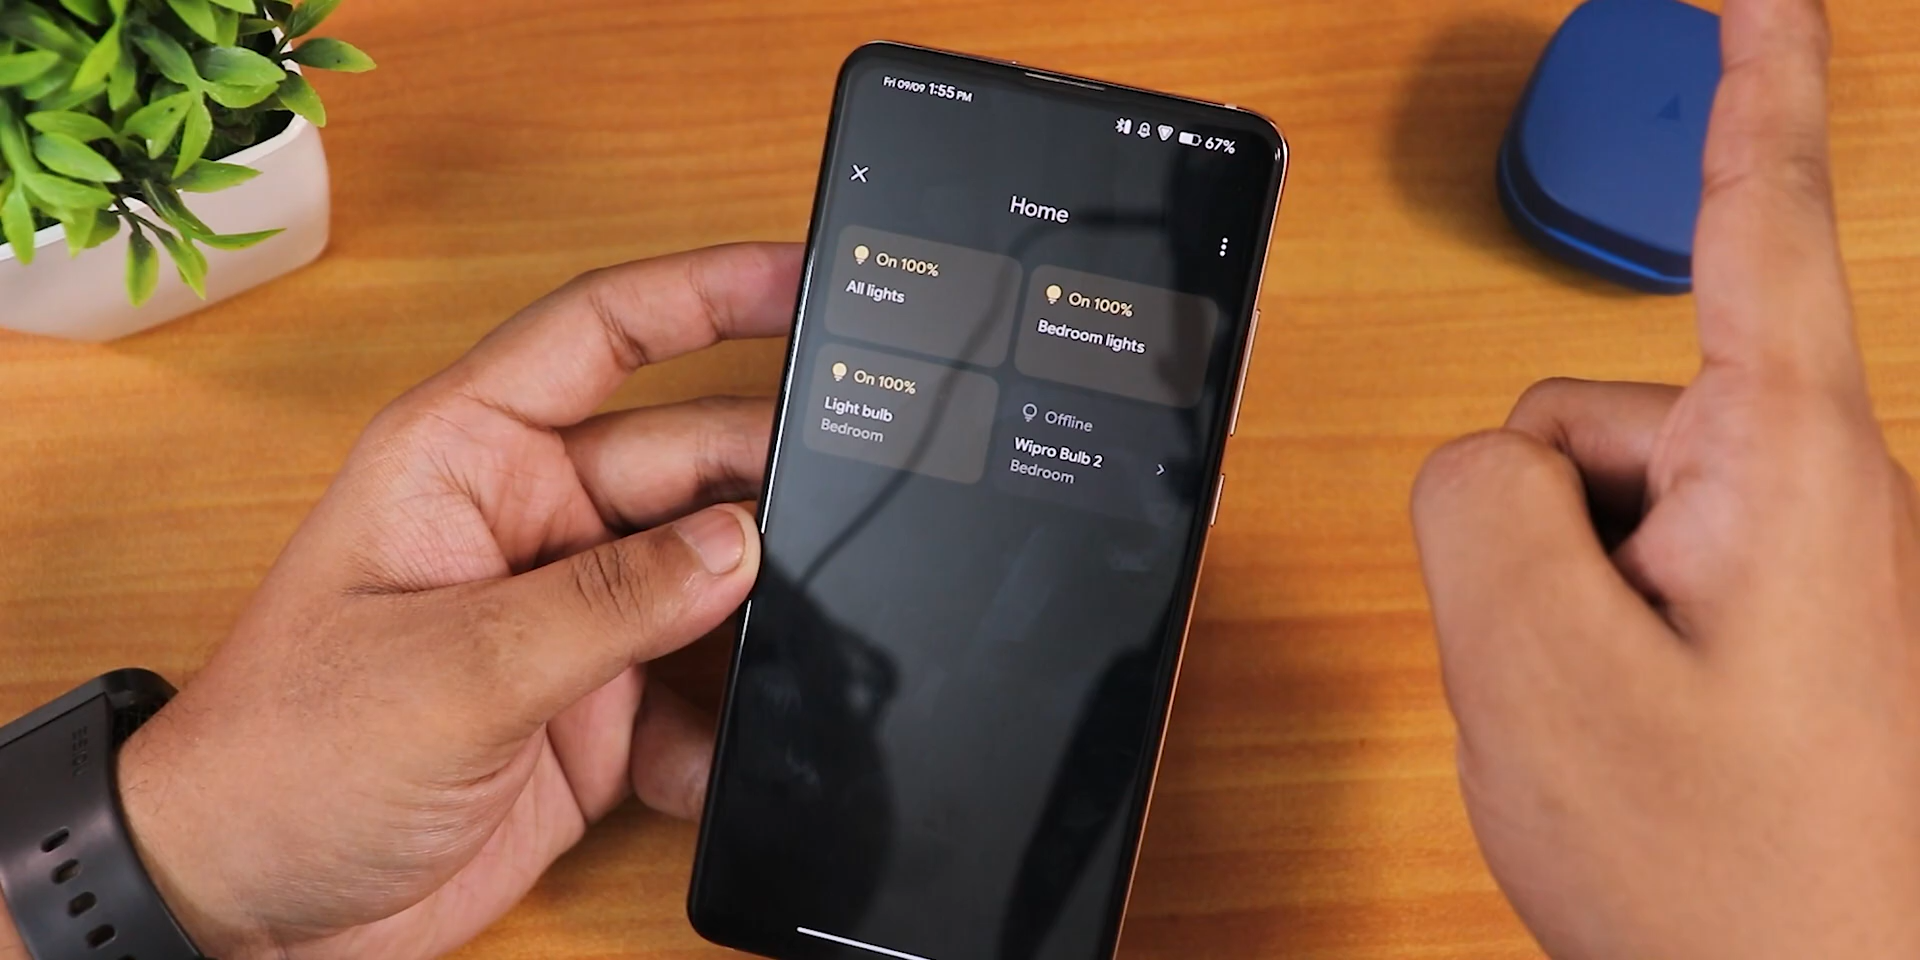 Fri 09/09 1:55 PM
67%
Home
On 100%
All lights
On 100%
Bedroom lights
On 100%
Light bulb
Bedroom
Offline
Wipro Bulb 2
Bedroom